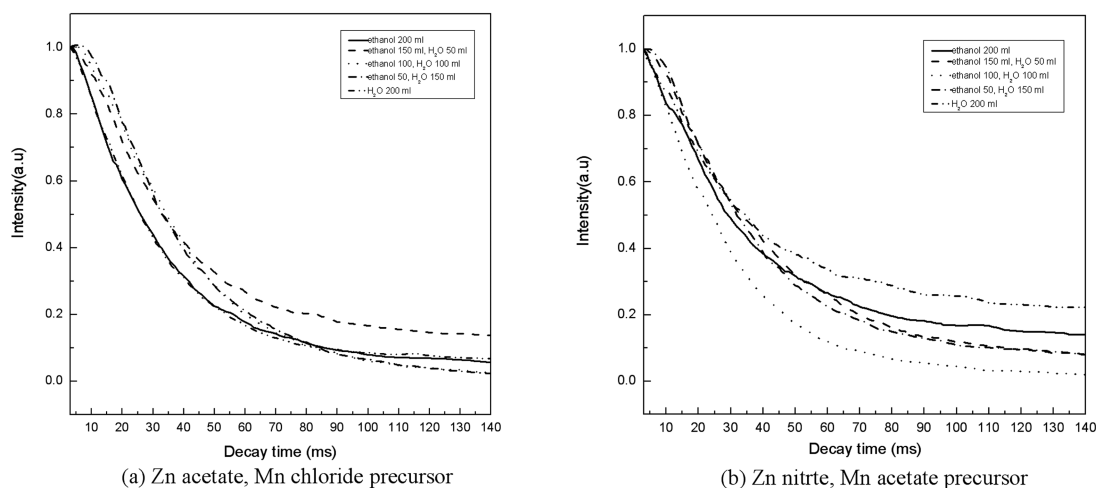 ethanol 200 ml
ethanol 150 ml, H₂O 50 ml
ethanol 100, H₂O 100 ml
ethanol 50, H₂O 150 ml
H₂O 200 ml
1.0
0.8
0.6
0.4
0.2
0.0
Intensity(a.u)
10 20 30 40 50 60 70 80 90 100 110 120 130 140
Decay time (ms)
(a) Zn acetate, Mn chloride precursor
ethanol 200 ml
ethanol 150 ml, H₂O 50 ml
ethanol 100, H₂O 100 ml
ethanol 50, H₂O 150 ml
H₂O 200 ml
1.0
0.8
0.6
0.4
0.2
0.0
Intensity(a.u)
10 20 30 40 50 60 70 80 90 100 110 120 130 140
Decay time (ms)
(b) Zn nitrte, Mn acetate precursor